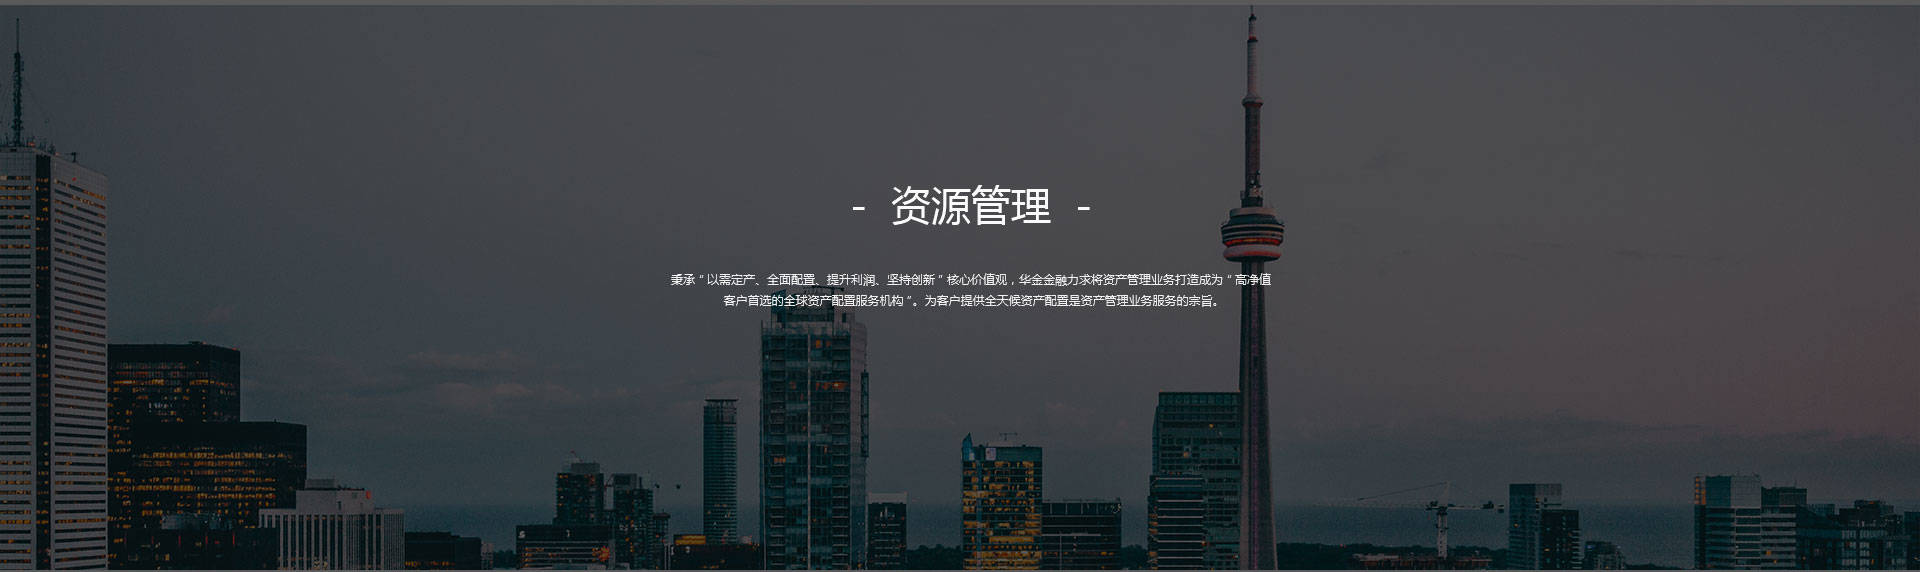 - 资源管理 -
秉承“以需定产、全面配置、提升利润、坚持创新”核心价值观，华金金融力求将资产管理业务打造成为“高净值
客户首选的全球资产配置服务机构”。为客户提供全天候资产配置是资产管理业务服务的宗旨。